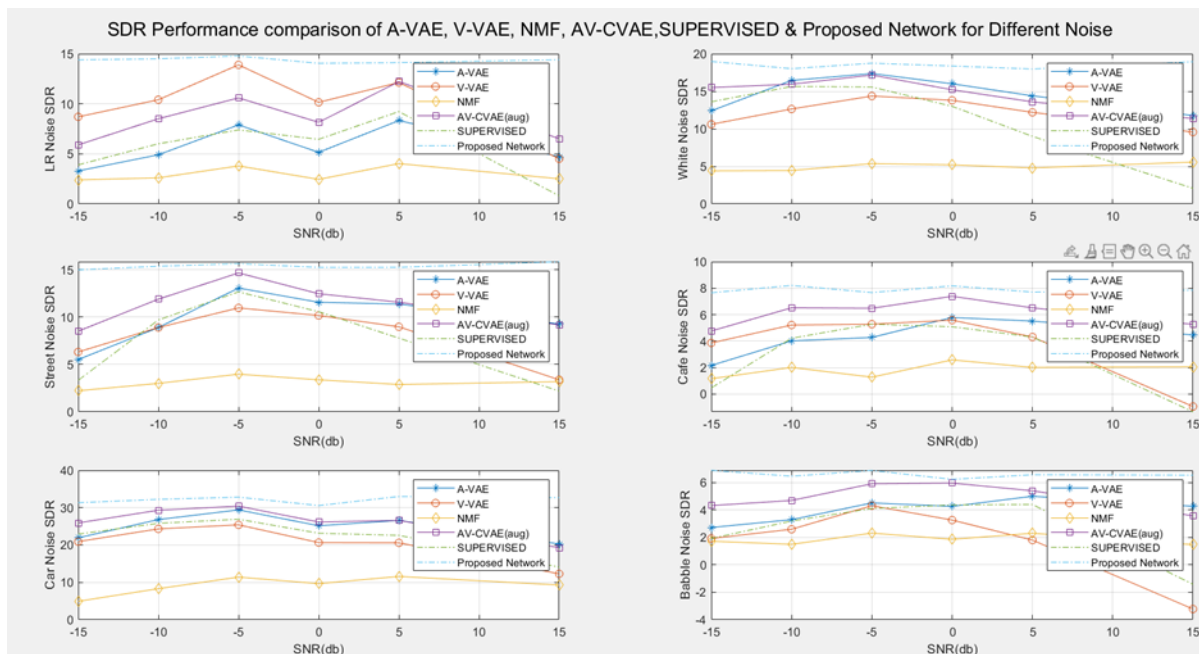 SDR Performance comparison of A-VAE, V-VAE, NMF, AV-CVAE,SUPERVISED & Proposed Network for Different Noise
LR Noise SDR
15
10
5
0
-15 -10 -5 0 5 10 15
SNR(db)
A-VAE
V-VAE
NMF
AV-CVAE(aug)
SUPERVISED
Proposed Network
White Noise SDR
20
15
10
5
0
-15 -10 -5 0 5 10 15
SNR(db)
A-VAE
V-VAE
NMF
AV-CVAE(aug)
SUPERVISED
Proposed Network
Street Noise SDR
15
10
5
0
-15 -10 -5 0 5 10 15
SNR(db)
A-VAE
V-VAE
NMF
AV-CVAE(aug)
SUPERVISED
Proposed Network
Cafe Noise SDR
10
8
6
4
2
0
-15 -10 -5 0 5 10 15
SNR(db)
A-VAE
V-VAE
NMF
AV-CVAE(aug)
SUPERVISED
Proposed Network
Car Noise SDR
40
30
20
10
0
-15 -10 -5 0 5 10 15
SNR(db)
A-VAE
V-VAE
NMF
AV-CVAE(aug)
SUPERVISED
Proposed Network
Babble Noise SDR
6
4
2
0
-2
-4
-15 -10 -5 0 5 10 15
SNR(db)
A-VAE
V-VAE
NMF
AV-CVAE(aug)
SUPERVISED
Proposed Network